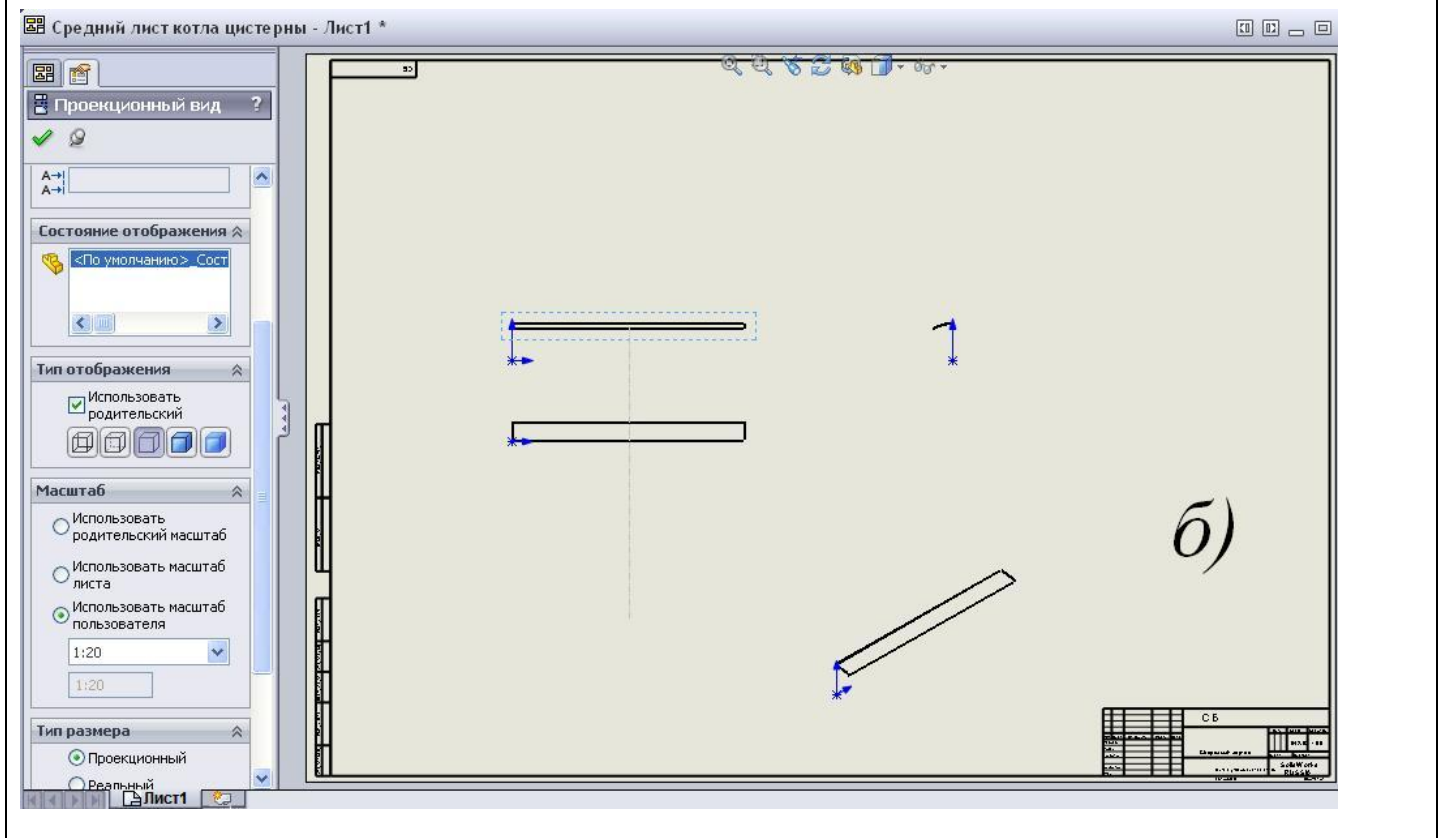 Средний лист котла цистерны - Лист1 *
Проекционный вид ?
A
A
Состояние отображения
<По умолчанию>_Сост
Тип отображения
Использовать
родительский
Масштаб
Использовать
родительский масштаб
Использовать масштаб
листа
Использовать масштаб
пользователя
1:20
1:20
Тип размера
Проекционный
Реальный
Лист1
б)
СБ
SolidWorks
RUSSIA